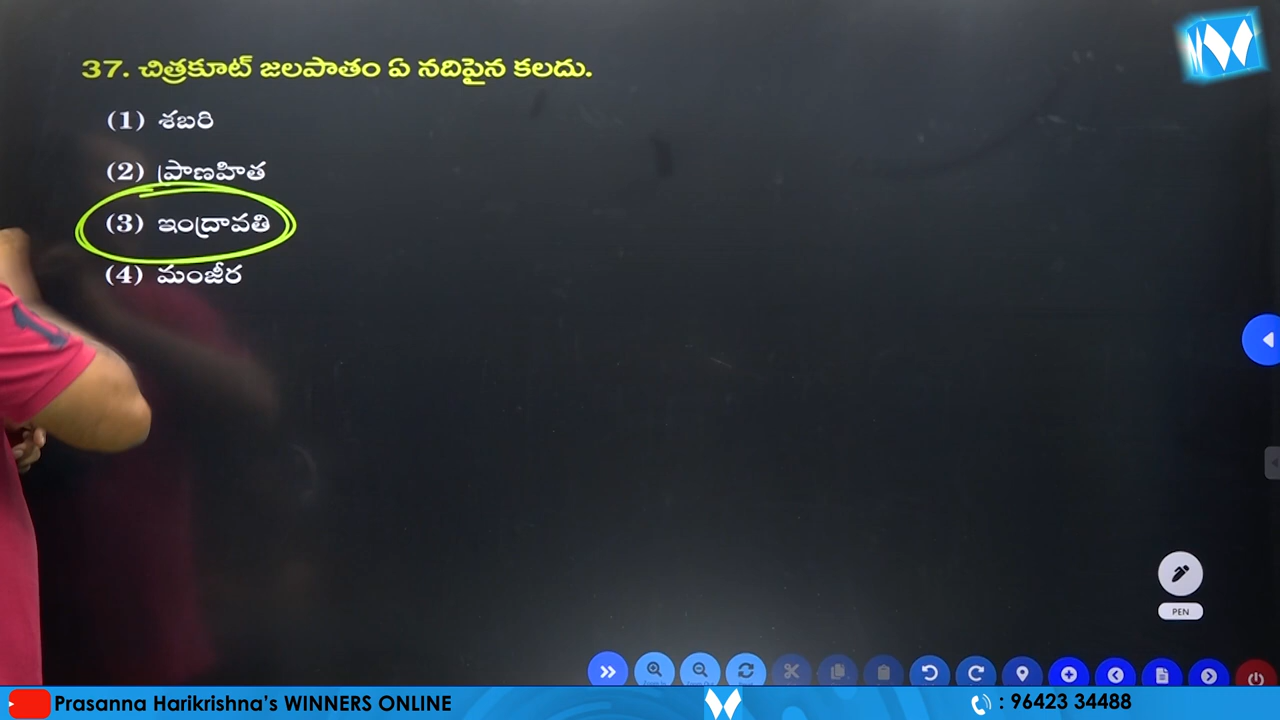 37. చిత్రకూట్ జలపాతం ఏ నదిపైన కలదు.
(1) శబరి
(2) ప్రాణహిత
(3) ఇంద్రావతి
(4) మంజీర
PEN
Prasanna Harikrishna's WINNERS ONLINE
W
: 96423 34488